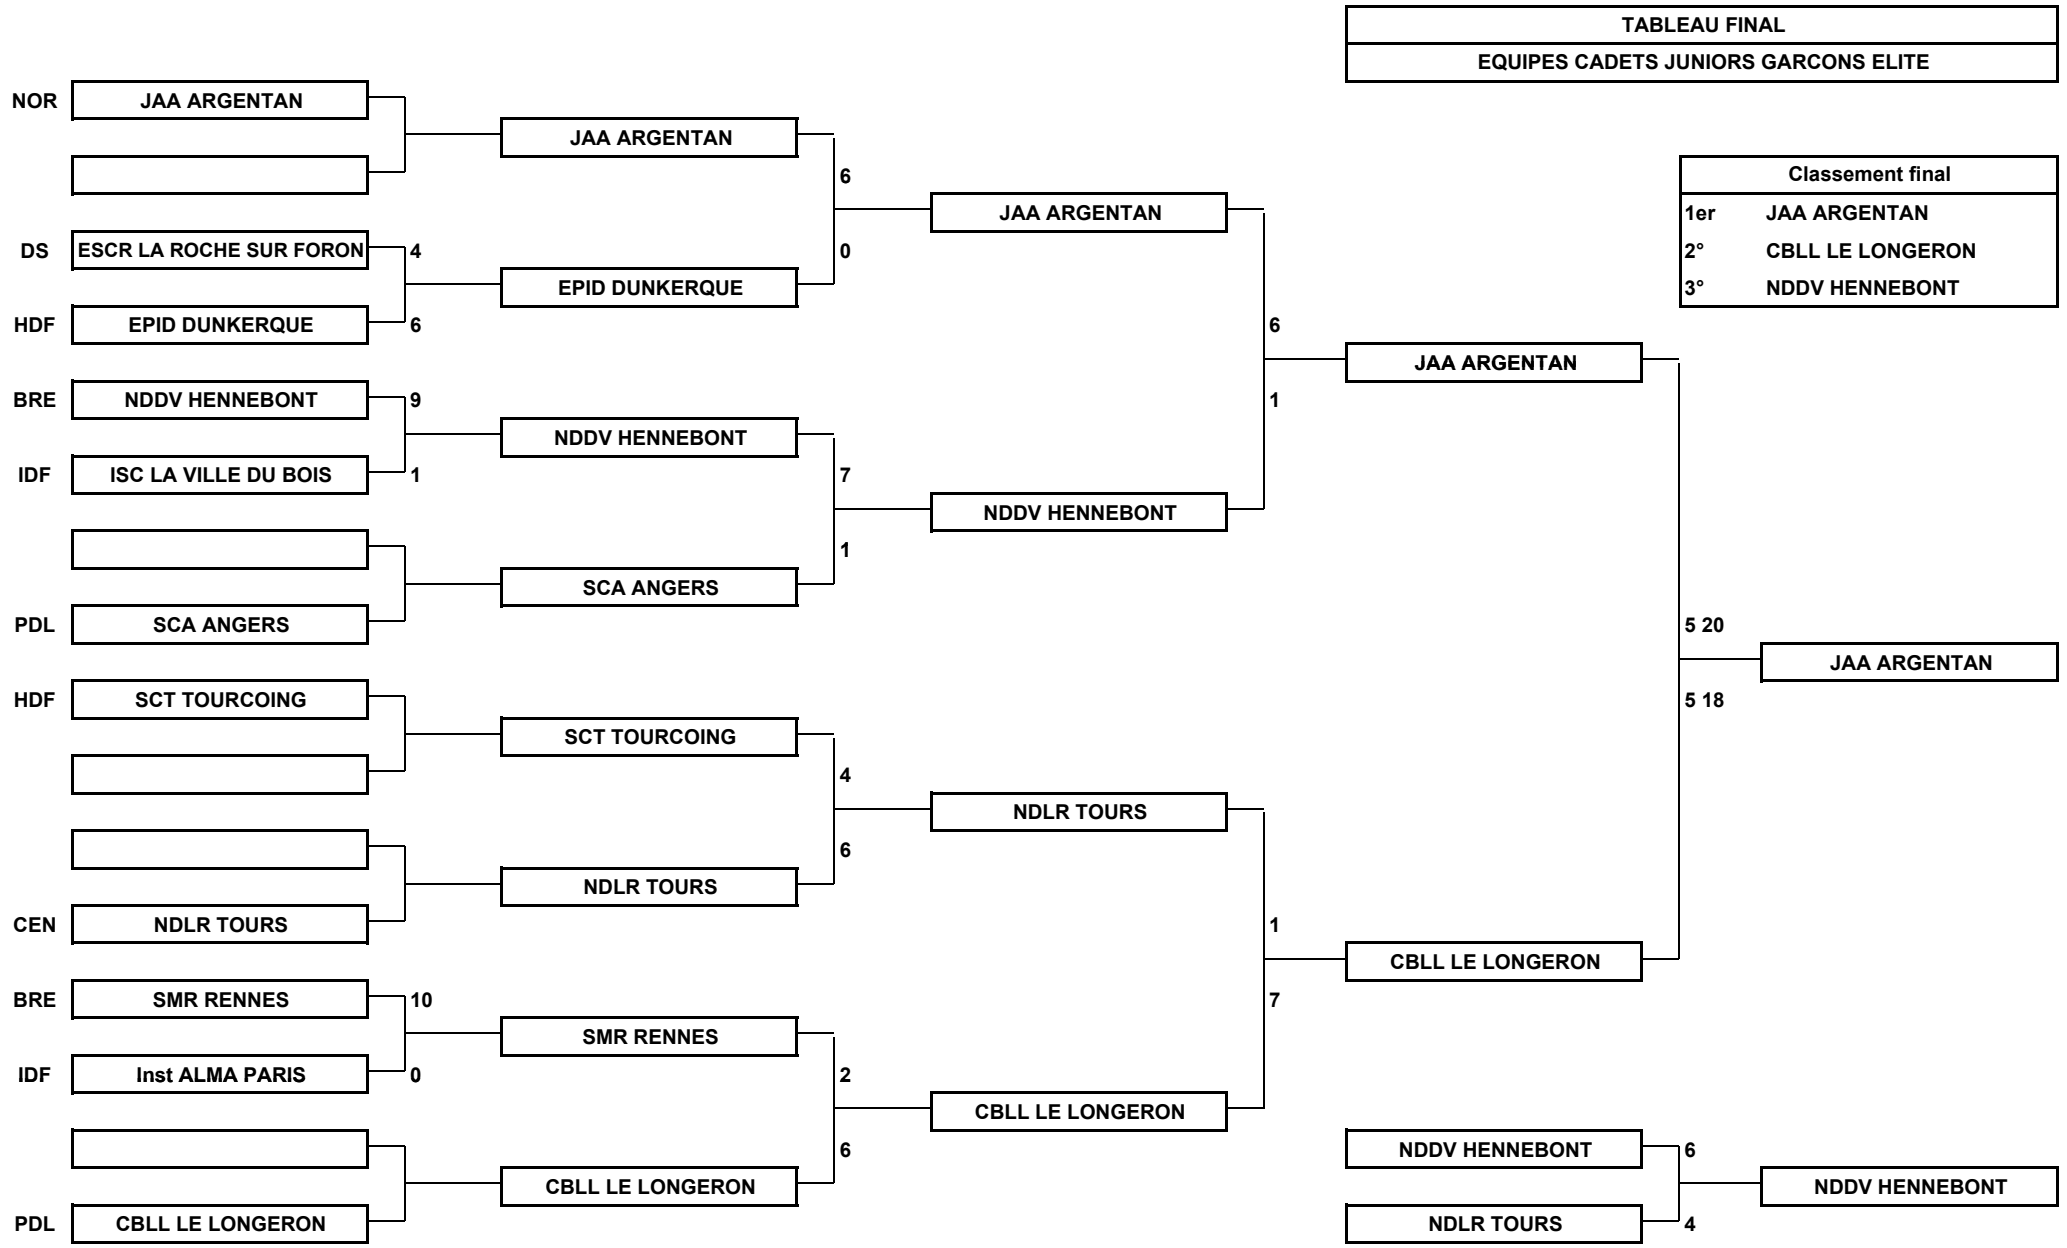 TABLEAU FINAL
EQUIPES CADETS JUNIORS GARCONS ELITE
NOR JAA ARGENTAN
JAA ARGENTAN
6
Classement final
JAA ARGENTAN
1er JAA ARGENTAN
DS ESCR LA ROCHE SUR FORON 4
0
2° CBLL LE LONGERON
EPID DUNKERQUE
3° NDDV HENNEBONT
HDF EPID DUNKERQUE 6
6
JAA ARGENTAN
BRE NDDV HENNEBONT 9
1
NDDV HENNEBONT
IDF ISC LA VILLE DU BOIS 1
7
NDDV HENNEBONT
1
SCA ANGERS
PDL SCA ANGERS
5 20
JAA ARGENTAN
HDF SCT TOURCOING
5 18
SCT TOURCOING
4
NDLR TOURS
6
NDLR TOURS
CEN NDLR TOURS
1
CBLL LE LONGERON
BRE SMR RENNES 10
7
SMR RENNES
IDF Inst ALMA PARIS 0
2
CBLL LE LONGERON
6
NDDV HENNEBONT 6
CBLL LE LONGERON
NDDV HENNEBONT
PDL CBLL LE LONGERON
NDLR TOURS 4